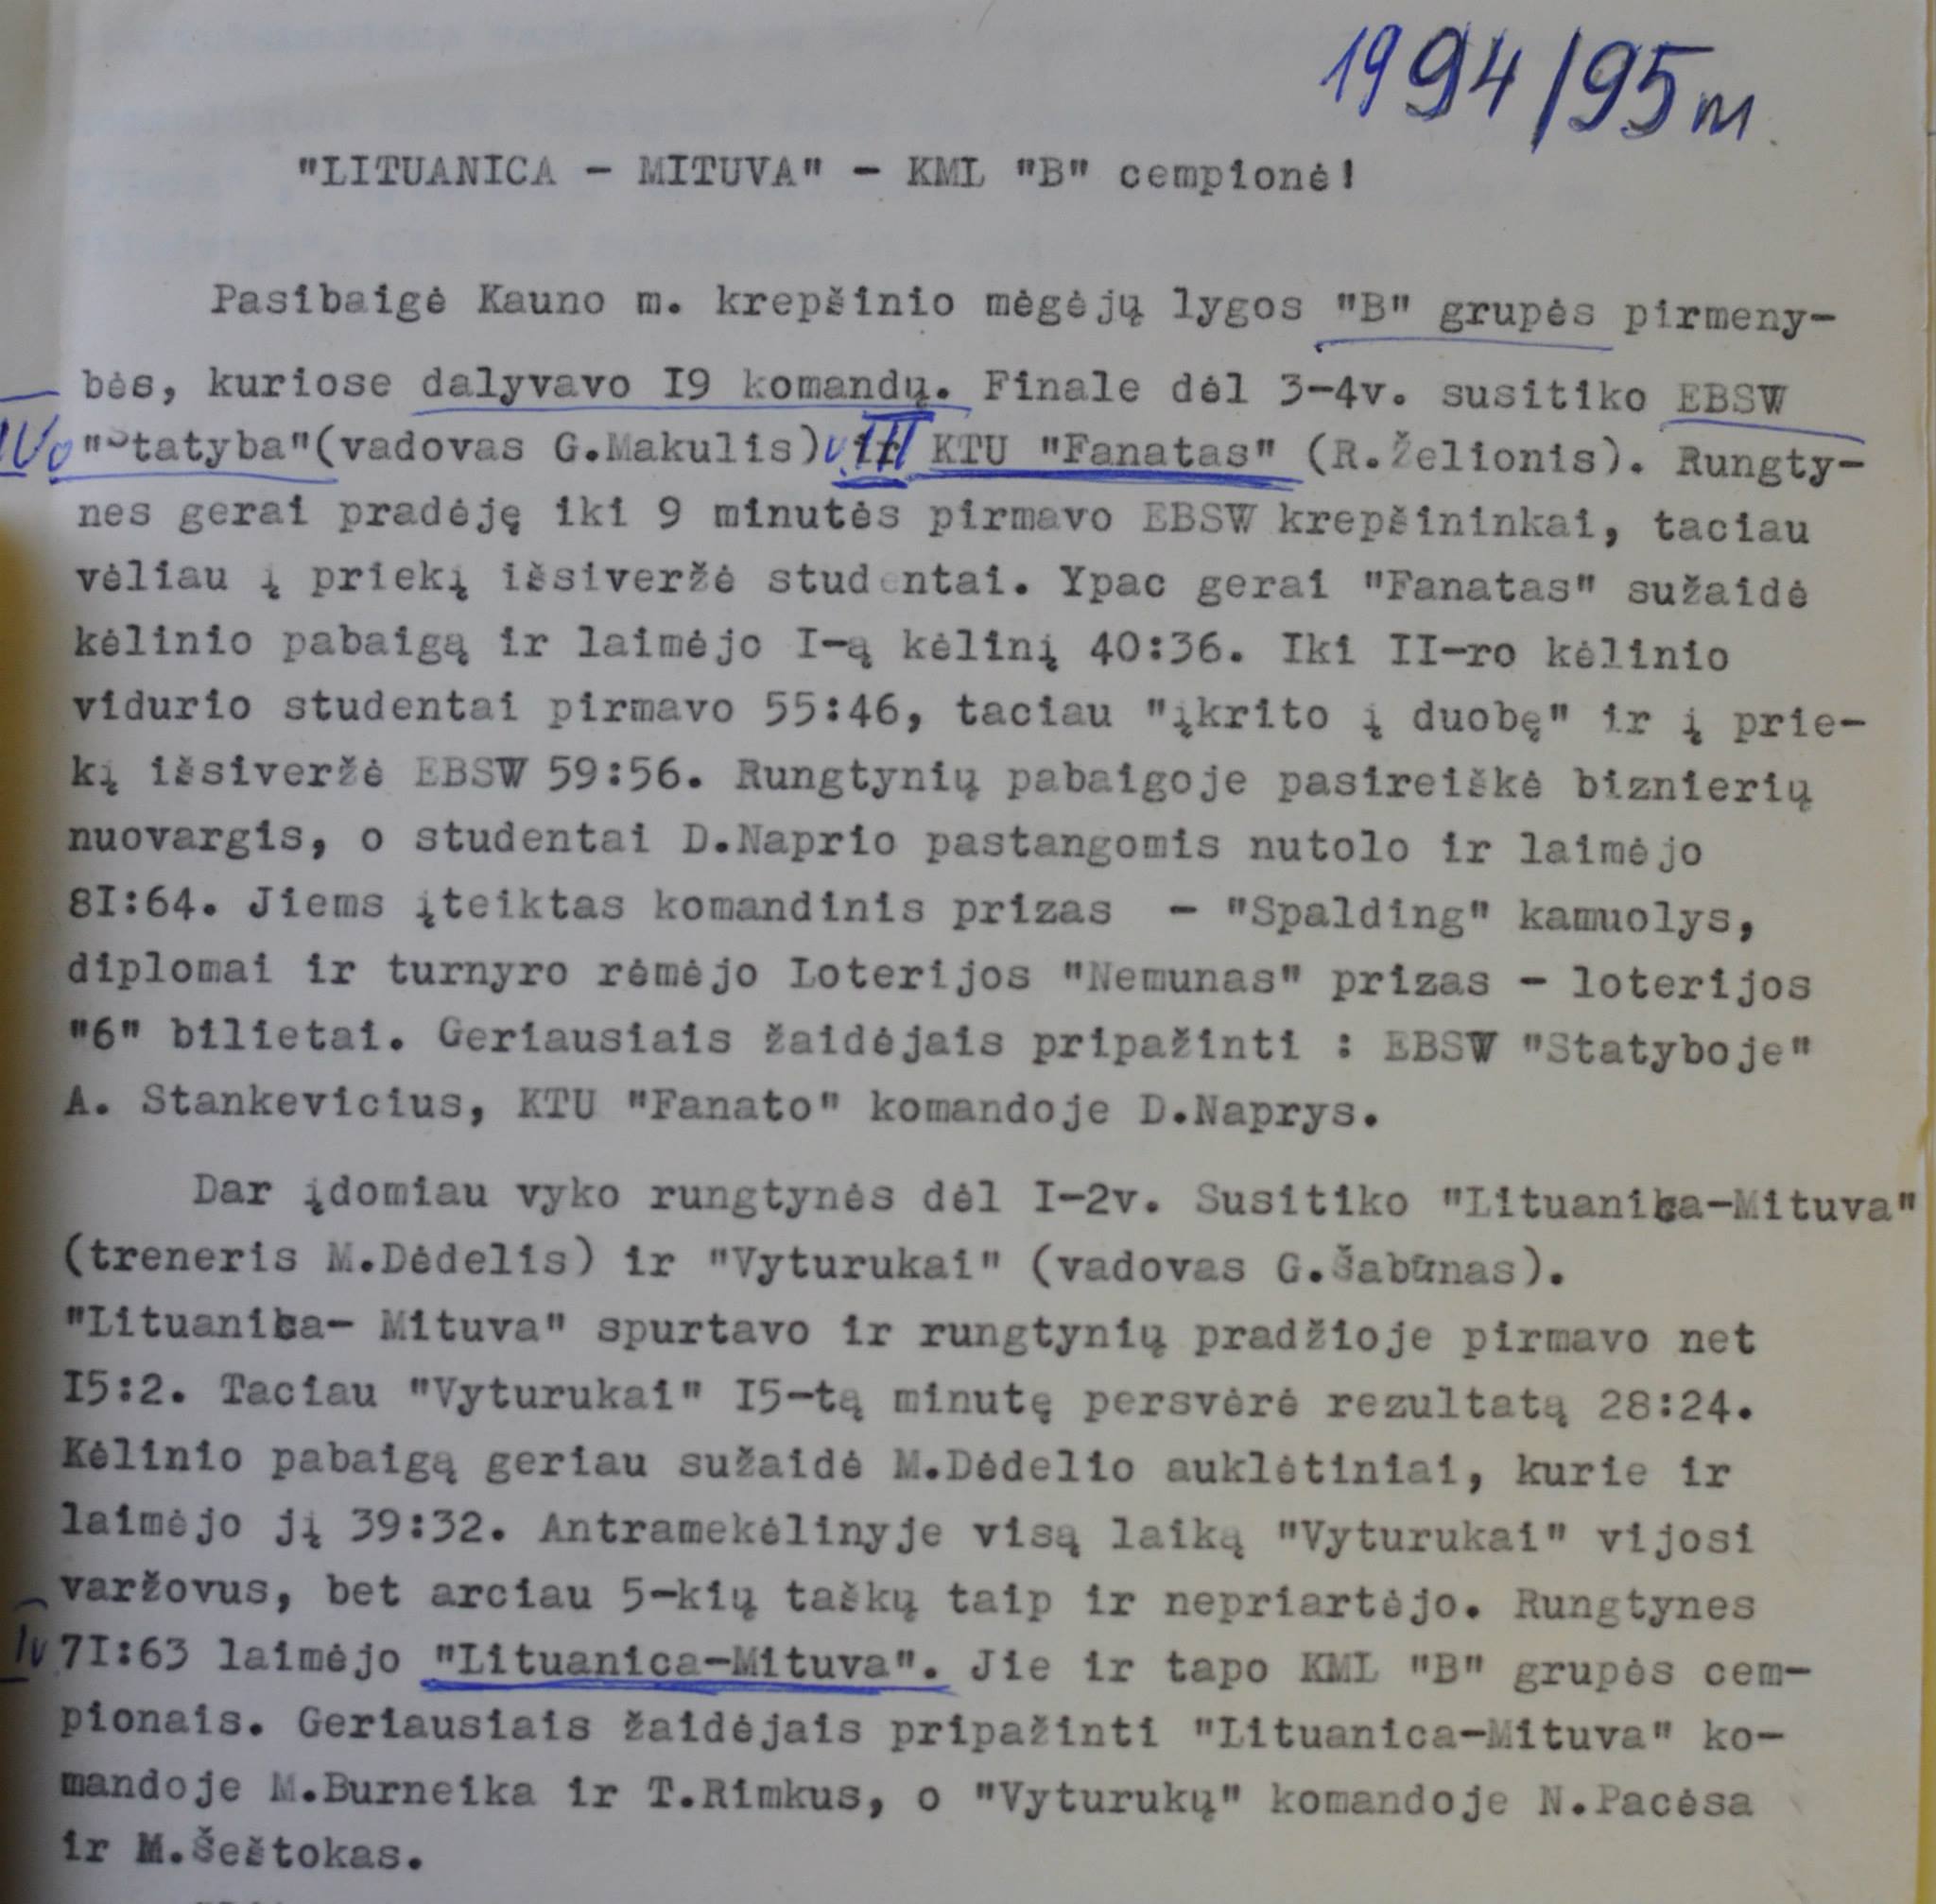 1994/95 m.
"LITUANICA - MITUVA" - KML "B" cempionė!
Pasibaigė Kauno m. krepšinio mėgėjų lygos "B" grupės pirmeny-
bės, kuriose dalyvavo I9 komandų. Finale dėl 3-4v. susitiko EBSW
IV v "Statyba"(vadovas G.Makulis) v. III ir KTU "Fanatas" (R.Želionis). Rungty-
nes gerai pradėję iki 9 minutės pirmavo EBSW krepšininkai, taciau
vėliau į priekį išsiveržė studentai. Ypac gerai "Fanatas" sužaidė
kėlinio pabaigą ir laimėjo I-ą kėlinį 40:36. Iki II-ro kėlinio
vidurio studentai pirmavo 55:46, taciau "įkrito į duobę" ir į prie-
kį išsiveržė EBSW 59:56. Rungtynių pabaigoje pasireiškė biznierių
nuovargis, o studentai D.Naprio pastangomis nutolo ir laimėjo
8I:64. Jiems įteiktas komandinis prizas - "Spalding" kamuolys,
diplomai ir turnyro rėmėjo Loterijos "Nemunas" prizas - loterijos
"6" bilietai. Geriausiais žaidėjais pripažinti : EBSW "Statyboje"
A. Stankevicius, KTU "Fanato" komandoje D.Naprys.
Dar įdomiau vyko rungtynės dėl I-2v. Susitiko "Lituanica-Mituva"
(treneris M.Dėdelis) ir "Vyturukai" (vadovas G.Šabūnas).
"Lituanica- Mituva" spurtavo ir rungtynių pradžioje pirmavo net
I5:2. Taciau "Vyturukai" I5-tą minutę persvėrė rezultatą 28:24.
Kėlinio pabaigą geriau sužaidė M.Dėdelio auklėtiniai, kurie ir
laimėjo jį 39:32. Antramekėlinyje visą laiką "Vyturukai" vijosi
varžovus, bet arciau 5-kių taškų taip ir nepriartėjo. Rungtynes
I v 7I:63 laimėjo "Lituanica-Mituva". Jie ir tapo KML "B" grupės cem-
pionais. Geriausiais žaidėjais pripažinti "Lituanica-Mituva" ko-
mandoje M.Burneika ir T.Rimkus, o "Vyturukų" komandoje N.Pacėsa
ir M.Šeštokas.